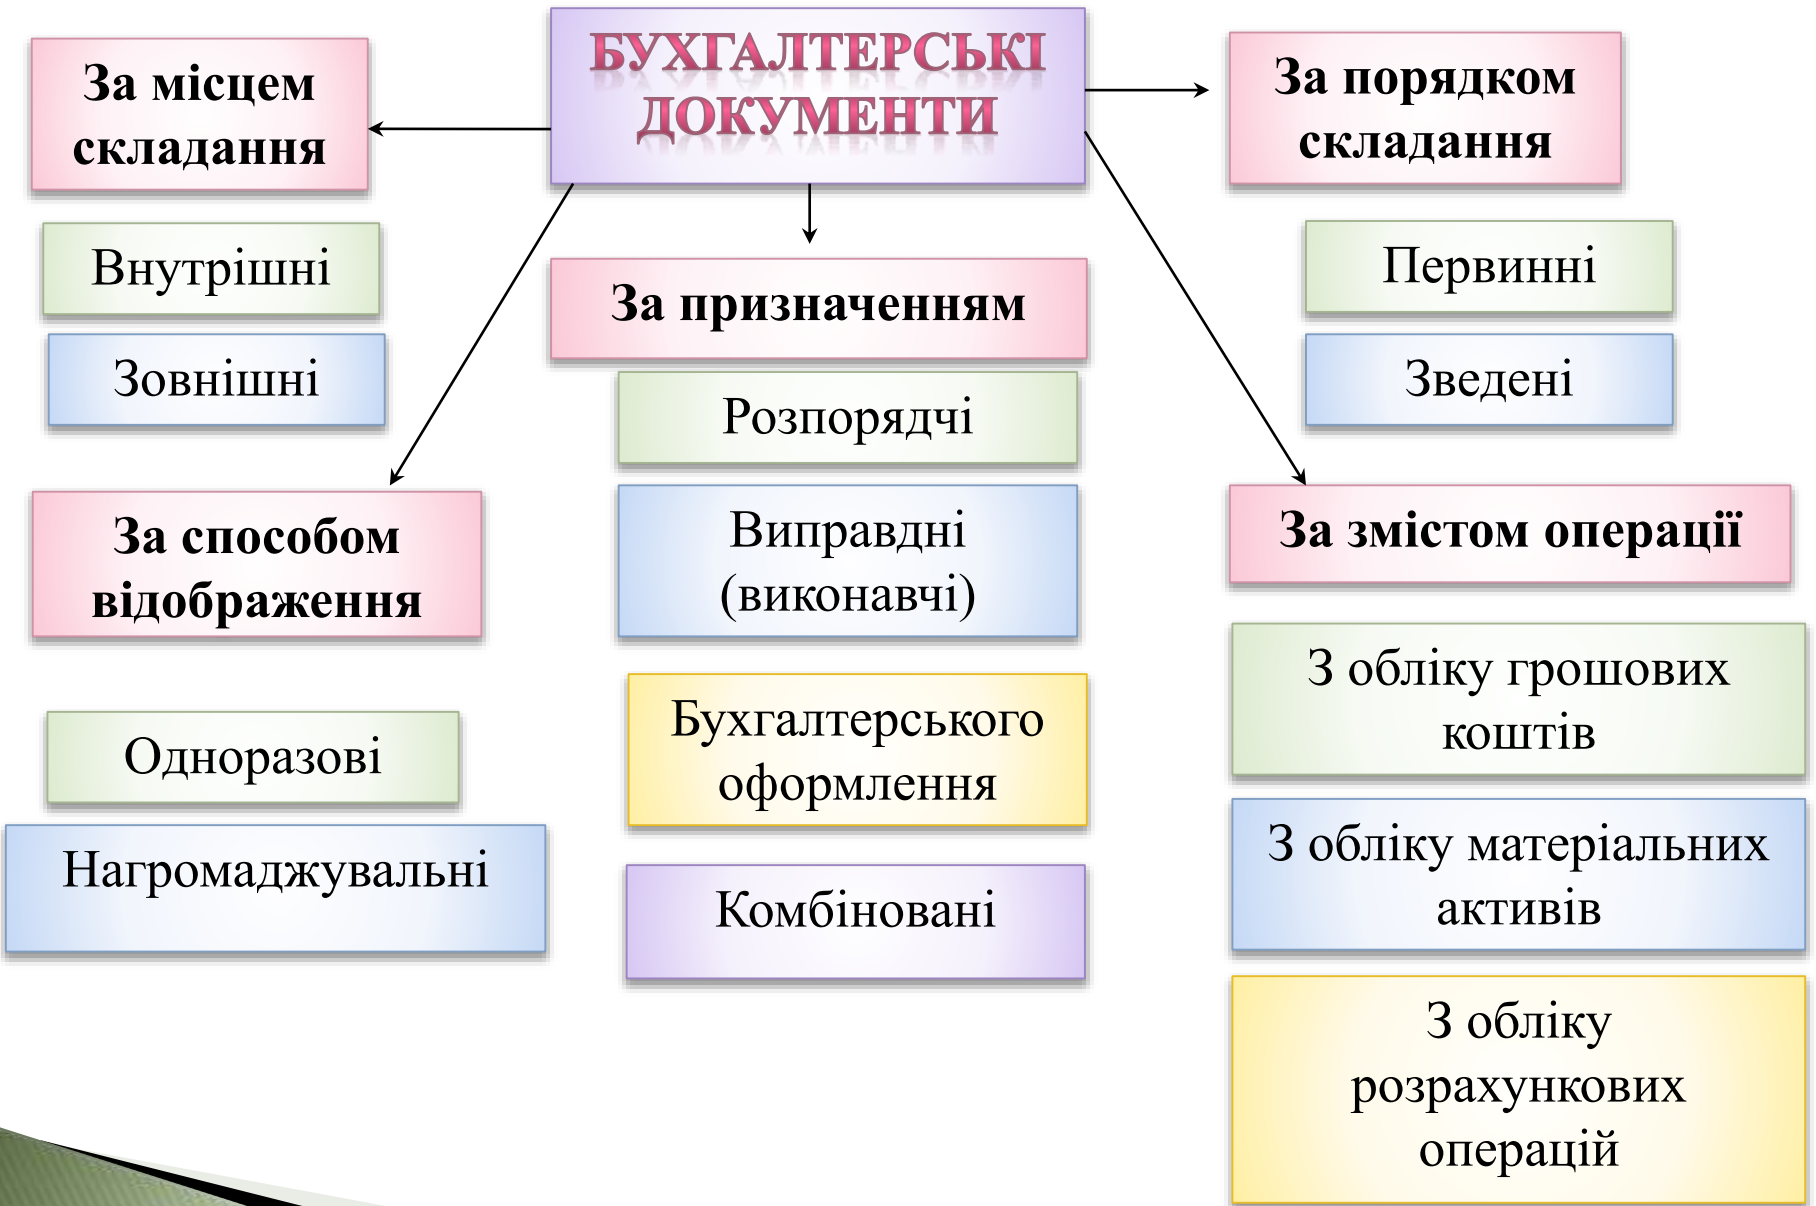 БУХГАЛТЕРСЬКІ
ДОКУМЕНТИ
За місцем
складання
Внутрішні
Зовнішні
За способом
відображення
Одноразові
Нагромаджувальні
За призначенням
Розпорядчі
Виправдні
(виконавчі)
Бухгалтерського
оформлення
Комбіновані
За порядком
складання
Первинні
Зведені
За змістом операції
З обліку грошових
коштів
З обліку матеріальних
активів
З обліку
розрахункових
операцій